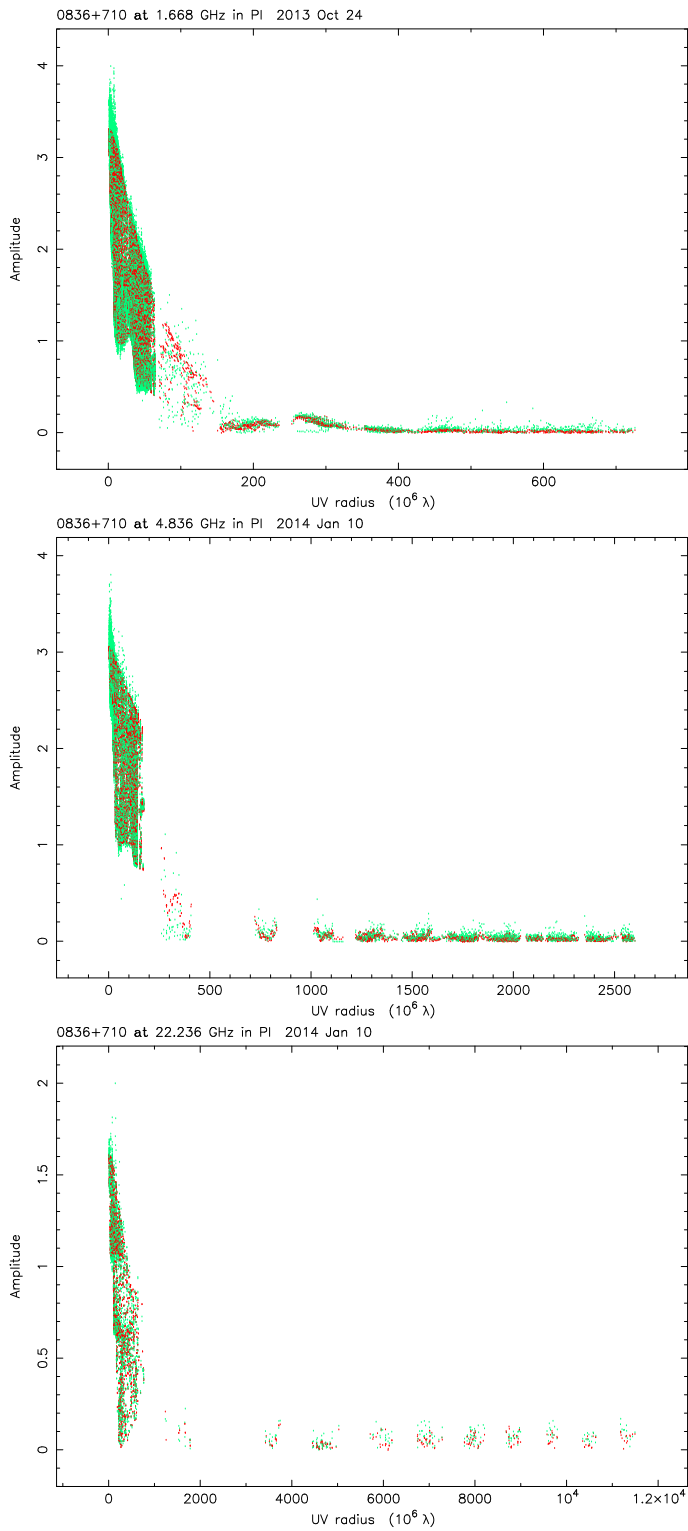 0836+710 at 1.668 GHz in PI 2013 Oct 24
4
3
2
1
0
Amplitude
0 200 400 600
UV radius (10⁶ λ)
0836+710 at 4.836 GHz in PI 2014 Jan 10
4
3
2
1
0
Amplitude
0 500 1000 1500 2000 2500
UV radius (10⁶ λ)
0836+710 at 22.236 GHz in PI 2014 Jan 10
2
1.5
1
0.5
0
Amplitude
0 2000 4000 6000 8000 10⁴ 1.2×10⁴
UV radius (10⁶ λ)